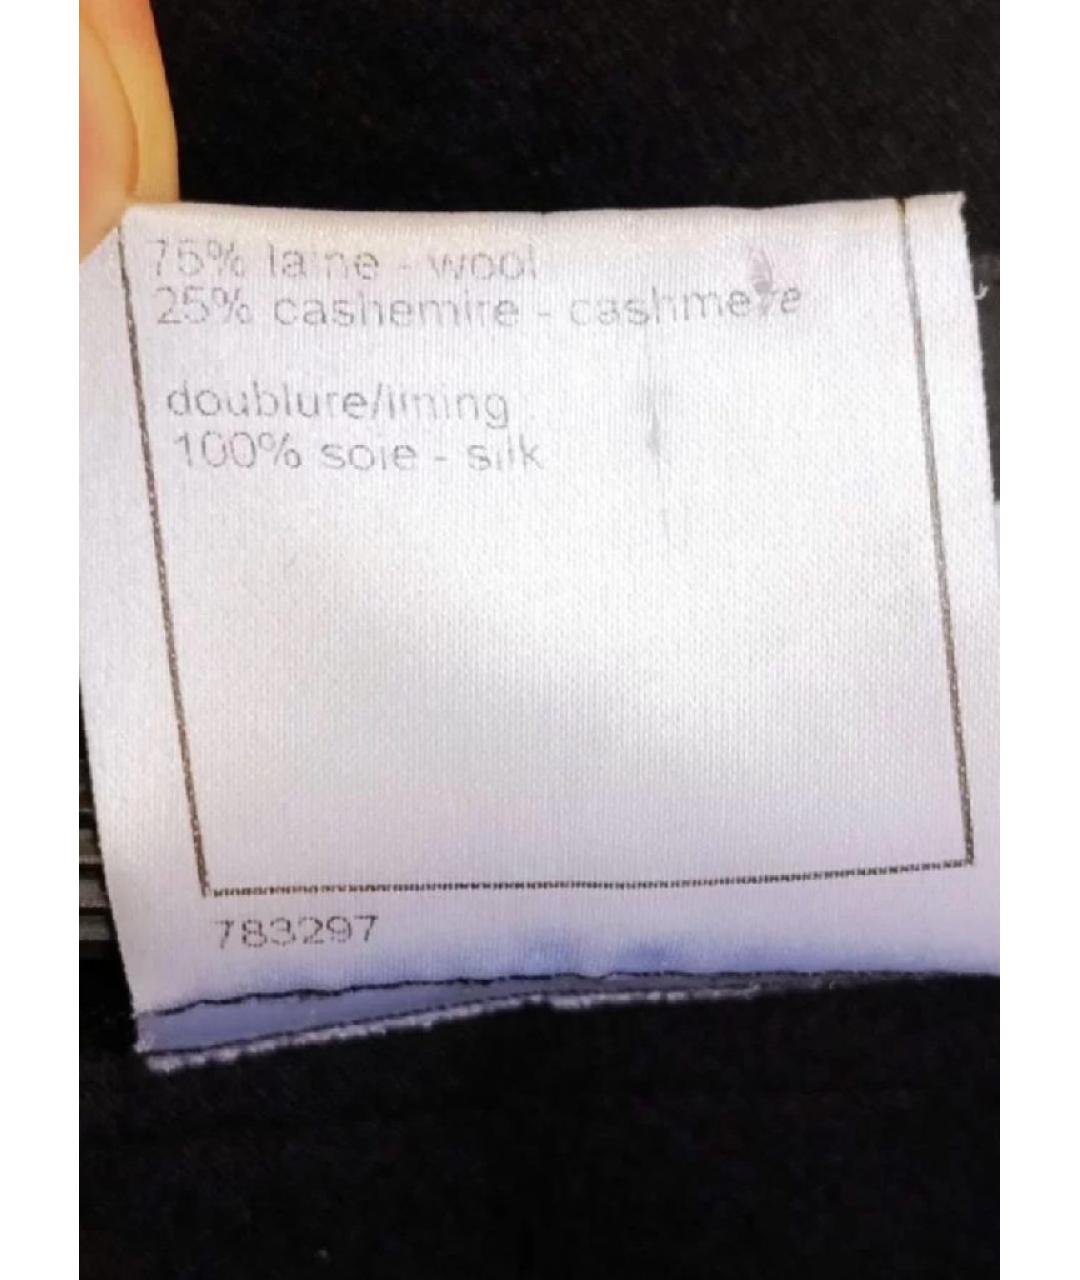 75% laine - wool
25% cashemire - cashmere
doublure/lining
100% soie - silk
783297